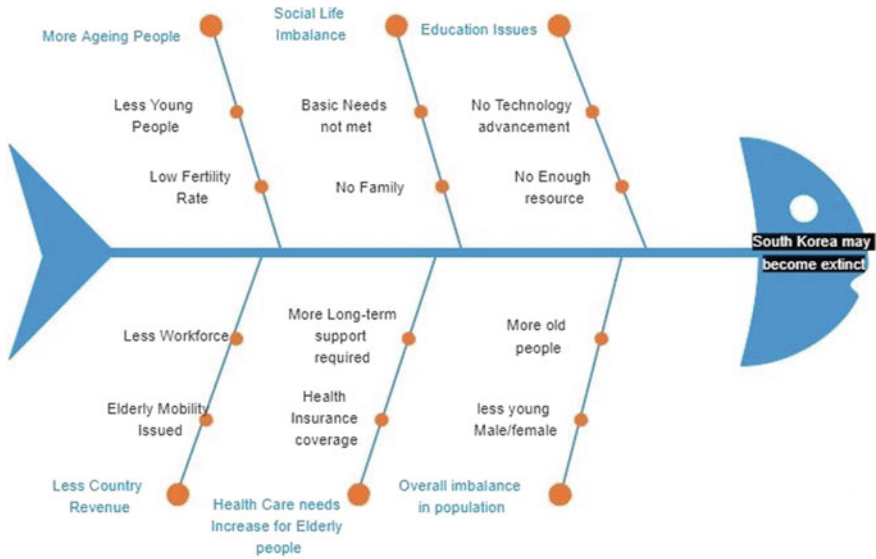 More Ageing People
Social Life
Imbalance
Education Issues
Less Young
People
Basic Needs
not met
No Technology
advancement
Low Fertility
Rate
No Family
No Enough
resource
South Korea may
become extinct
Less Workforce
More Long-term
support
required
More old
people
Elderly Mobility
Issued
Health
Insurance
coverage
less young
Male/female
Less Country
Revenue
Health Care needs
Increase for Elderly
people
Overall imbalance
in population